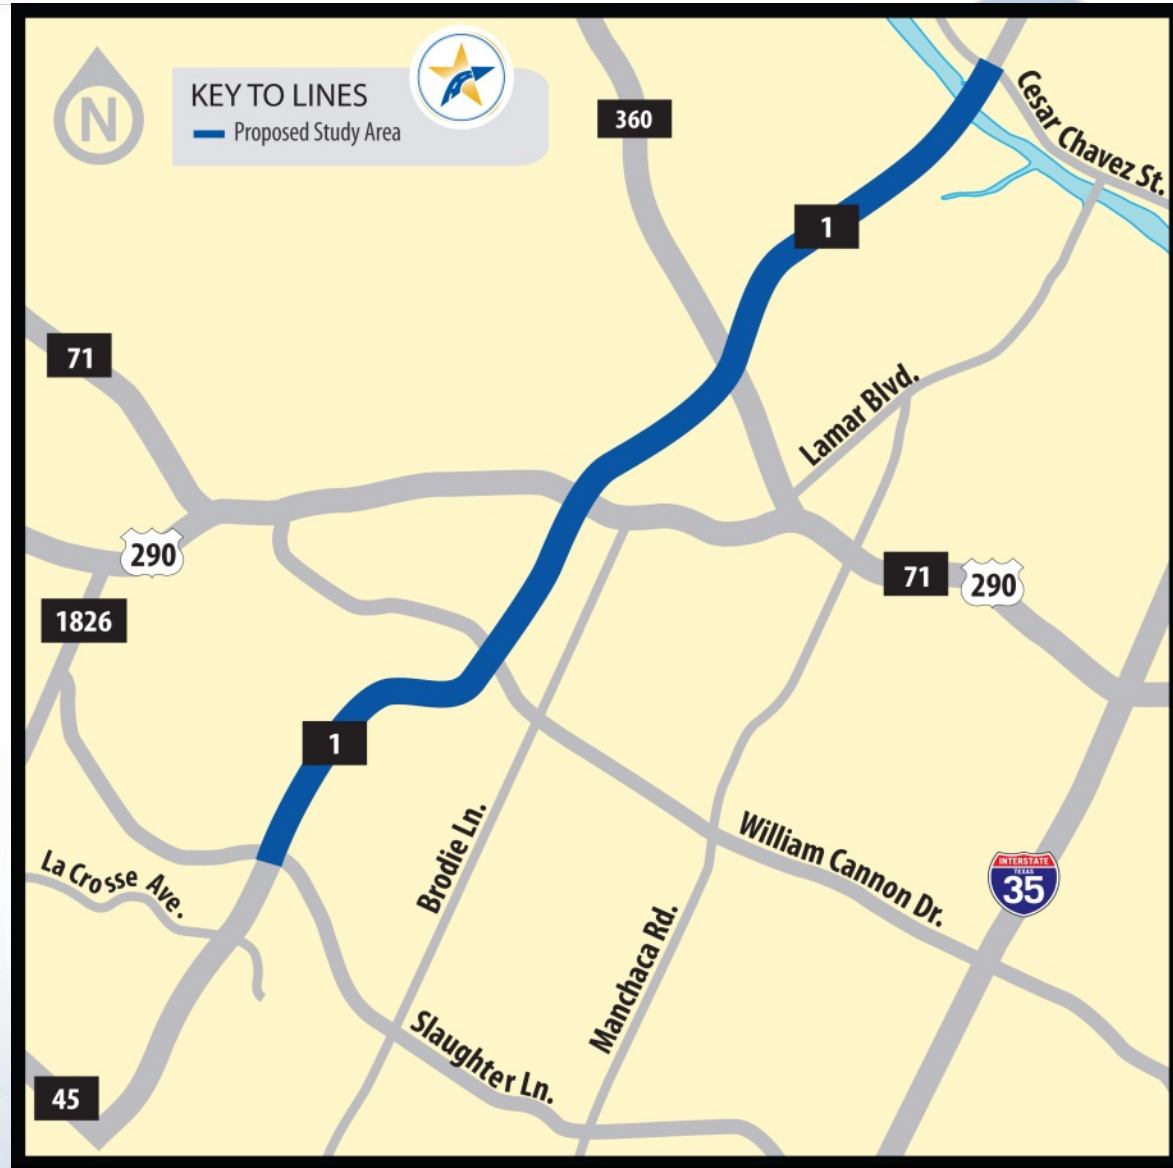 N
KEY TO LINES
Proposed Study Area
360
Cesar Chavez St.
1
71
Lamar Blvd.
290
71
290
1826
1
Brodie Ln.
William Cannon Dr.
La Crosse Ave.
INTERSTATE
TEXAS
35
Manchaca Rd.
Slaughter Ln.
45